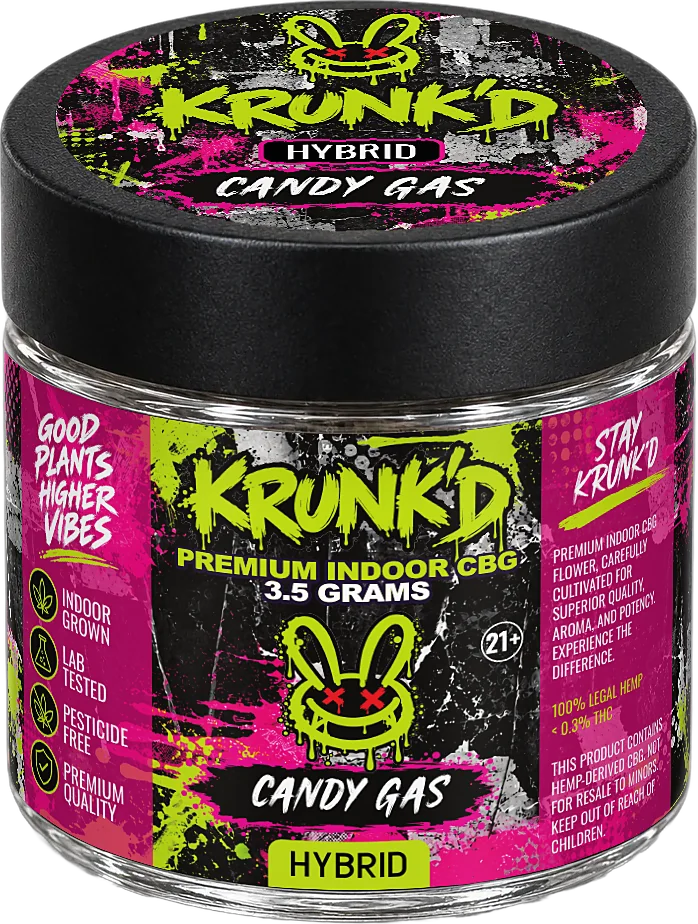 KRUNK'D
HYBRID
CANDY GAS
GOOD
PLANTS
HIGHER
VIBES
INDOOR
GROWN
LAB
TESTED
PESTICIDE
FREE
PREMIUM
QUALITY
KRUNK'D
PREMIUM INDOOR CBG
3.5 GRAMS
21+
CANDY GAS
HYBRID
STAY
KRUNK'D
PREMIUM INDOOR CBG
FLOWER, CAREFULLY
CULTIVATED FOR
SUPERIOR QUALITY,
AROMA, AND POTENCY.
EXPERIENCE THE
DIFFERENCE.
100% LEGAL HEMP
< 0.3% THC
THIS PRODUCT CONTAINS
HEMP-DERIVED CBG. NOT
FOR RESALE TO MINORS.
KEEP OUT OF REACH OF
CHILDREN.